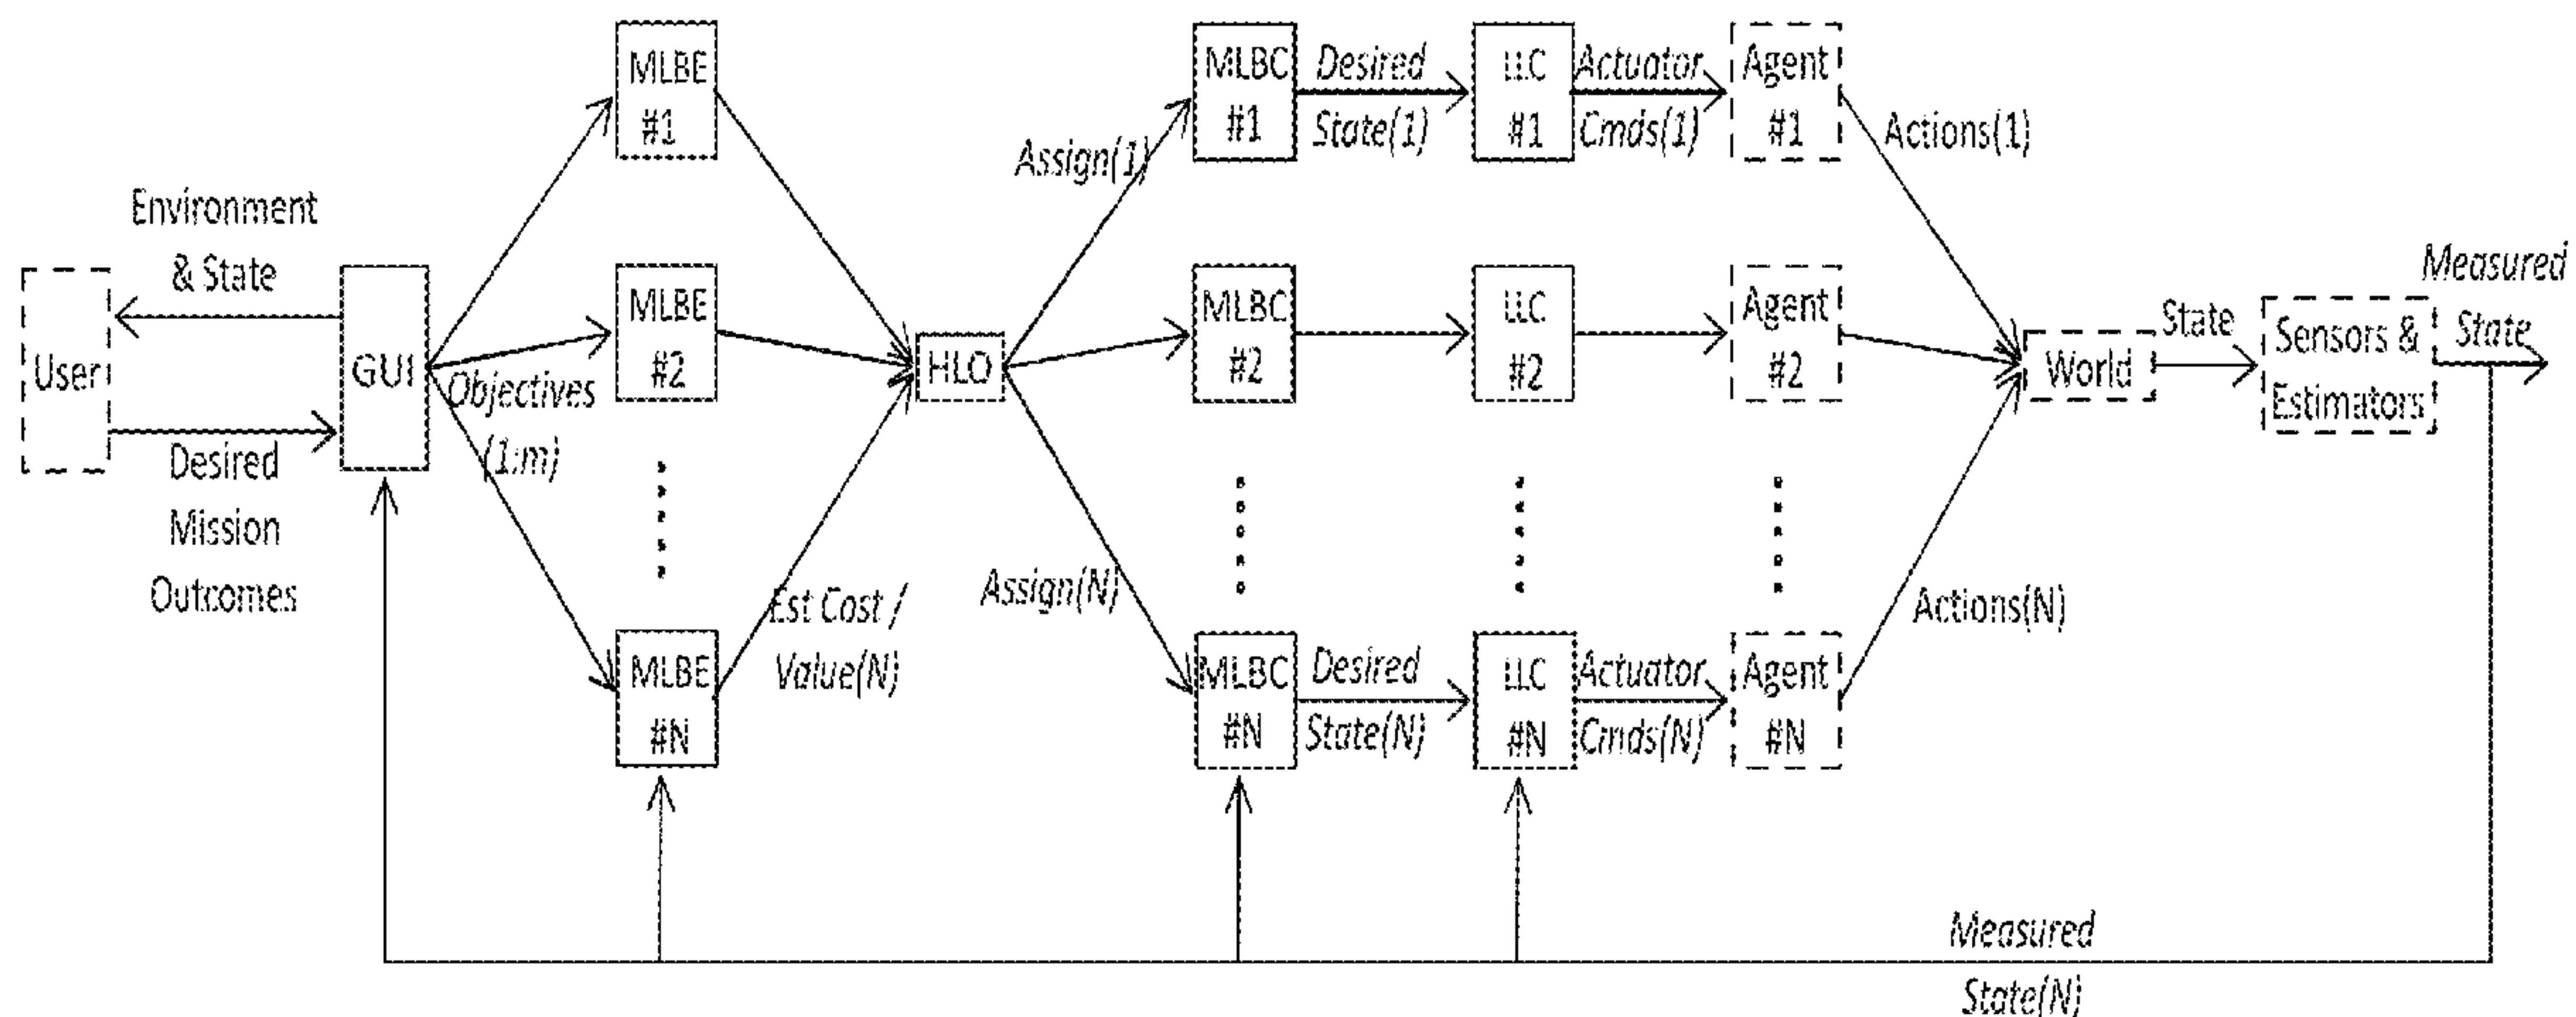 Environment
& State
User
Desired
Mission
Outcomes
GUI
Objectives
(1:m)
MLBE
#1
MLBE
#2
MLBE
#N
Est Cost /
Value(N)
HLO
Assign(1)
Assign(N)
MLBC
#1
Desired
State(1)
LLC
#1
Actuator
Cmds(1)
Agent
#1
Actions(1)
MLBC
#2
LLC
#2
Agent
#2
MLBC
#N
Desired
State(N)
LLC
#N
Actuator
Cmds(N)
Agent
#N
Actions(N)
World
State
Sensors &
Estimators
Measured
State
Measured
State(N)